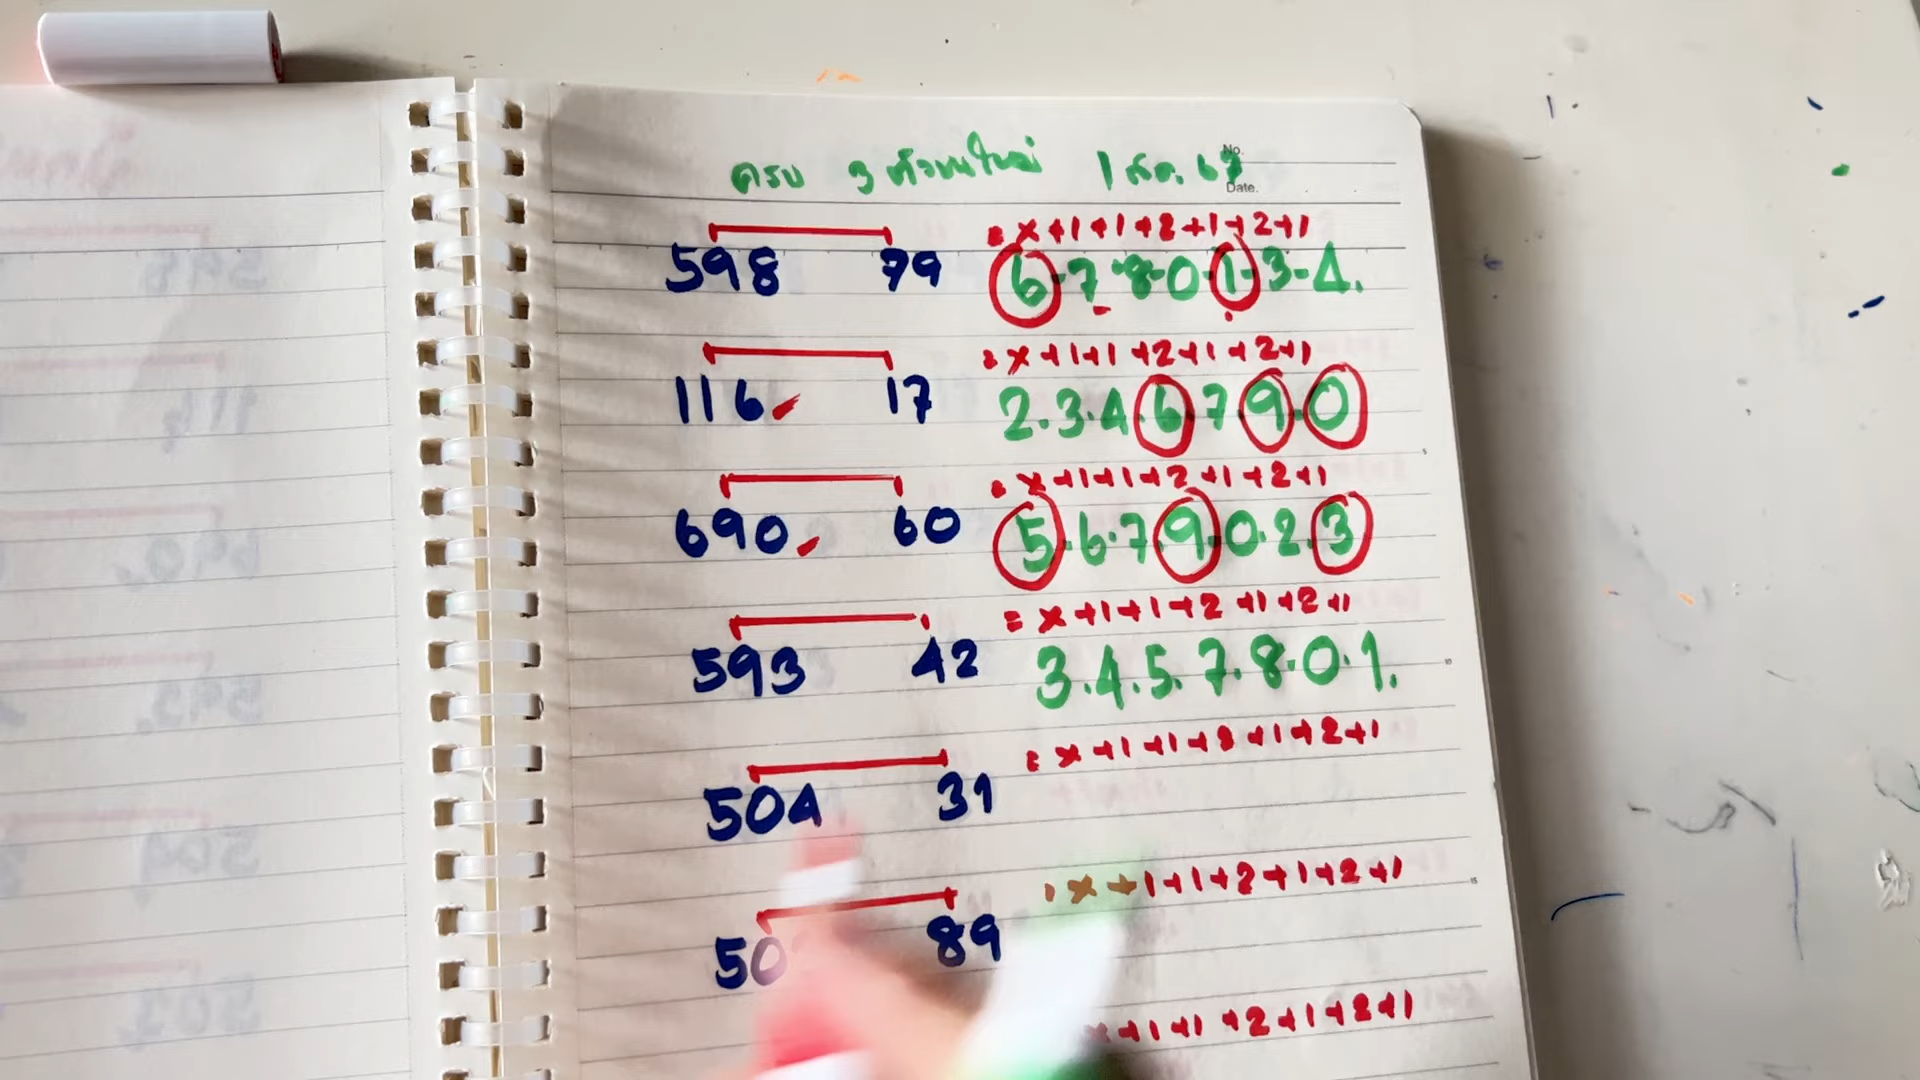 ครบ 3 ตัวบนใหม่ 1 สค. 67
No.
Date.
= x+1+1+2+1+2+1
598 79 6-7-8-0-1-3-4.
= x+1+1+2+1+2+1
116 17 2.3.4.6.7.9.0
= x+1+1+2+1+2+1
690 60 5.6.7.9.0.2.3
= x+1+1+2+1+2+1
593 42 3.4.5.7.8.0.1.
= x+1+1+2+1+2+1
504 31
= x+1+1+2+1+2+1
50 89
x+1+1+2+1+2+1